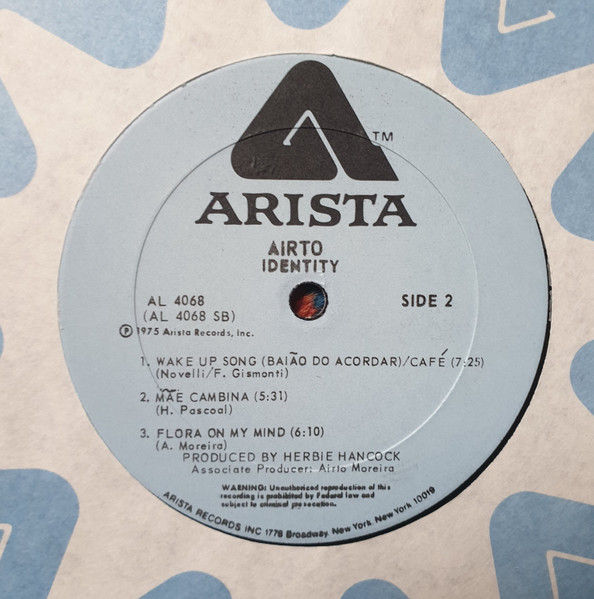 TM
ARISTA
AIRTO
IDENTITY
AL 4068
SIDE 2
(AL 4068 SB)
℗ 1975 Arista Records, Inc.
1. WAKE UP SONG (BAIÃO DO ACORDAR)/CAFÉ (7:25)
(Novelli/F. Gismonti)
2. MÃE CAMBINA (5:31)
(H. Pascoal)
3. FLORA ON MY MIND (6:10)
(A. Moreira)
PRODUCED BY HERBIE HANCOCK
Associate Producer: Airto Moreira
WARNING: Unauthorized reproduction of this
recording is prohibited by Federal law and
subject to criminal prosecution.
ARISTA RECORDS INC 1776 Broadway, New York, New York 10019